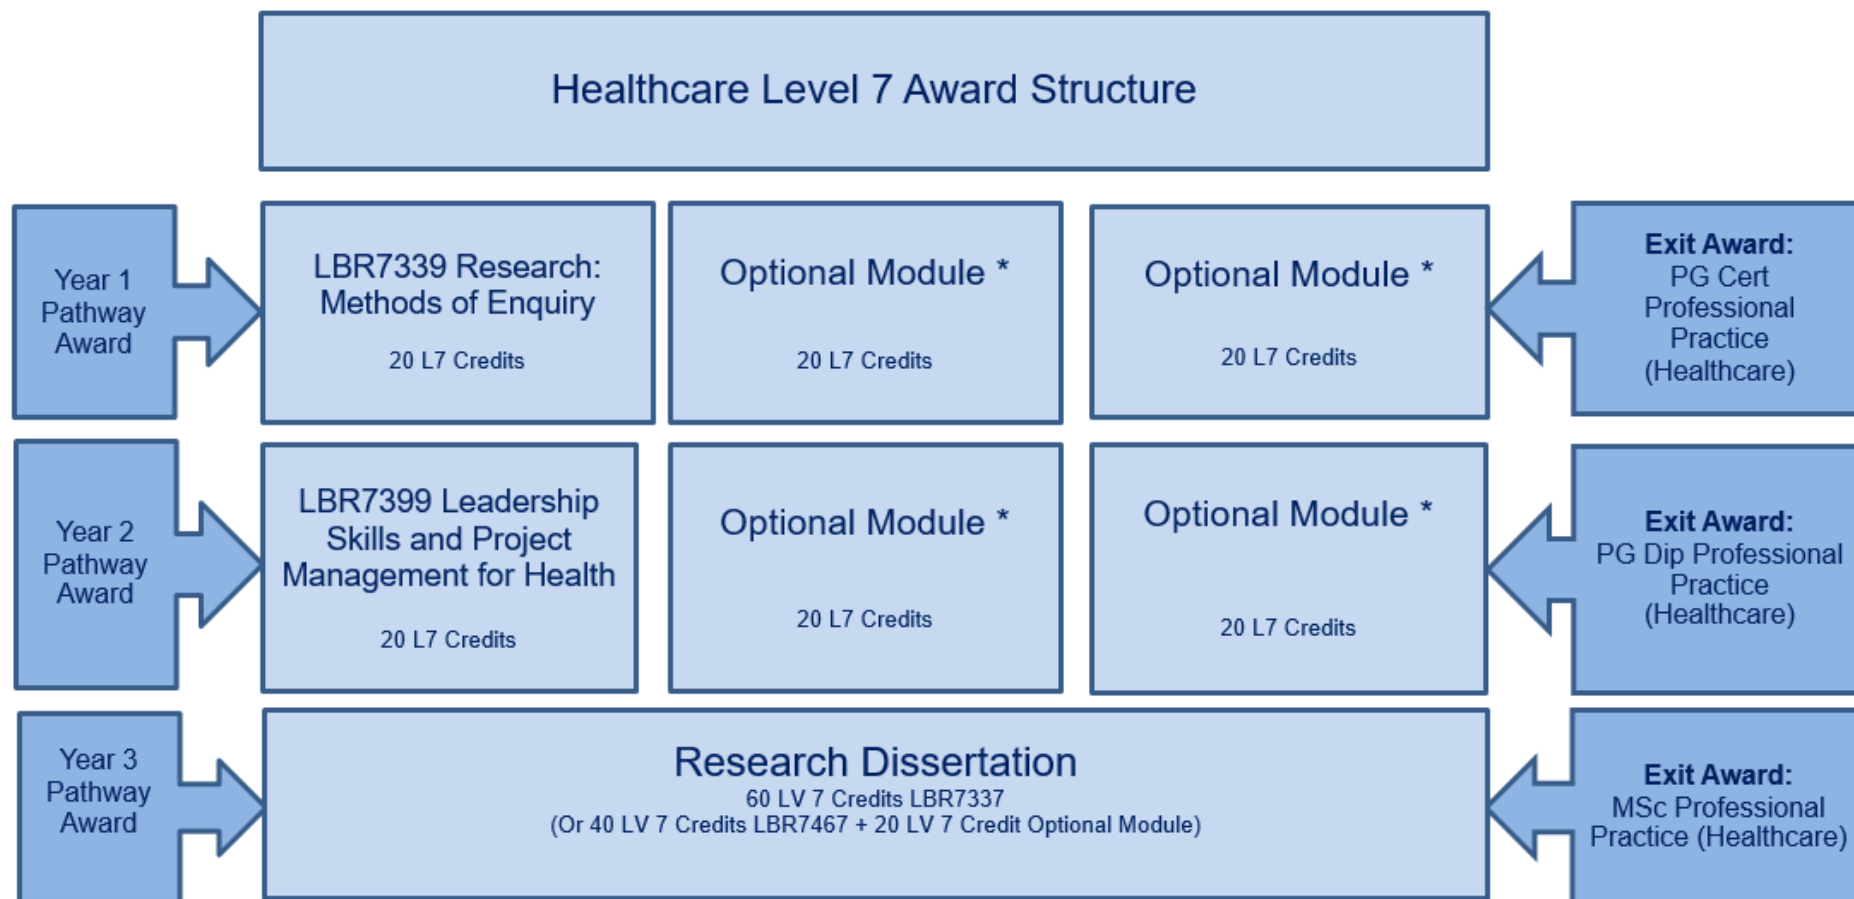 Healthcare Level 7 Award Structure
Year 1
Pathway
Award
LBR7339 Research:
Methods of Enquiry
20 L7 Credits
Optional Module *
20 L7 Credits
Optional Module *
20 L7 Credits
Exit Award:
PG Cert
Professional
Practice
(Healthcare)
Year 2
Pathway
Award
LBR7399 Leadership
Skills and Project
Management for Health
20 L7 Credits
Optional Module *
20 L7 Credits
Optional Module *
20 L7 Credits
Exit Award:
PG Dip Professional
Practice
(Healthcare)
Year 3
Pathway
Award
Research Dissertation
60 LV 7 Credits LBR7337
(Or 40 LV 7 Credits LBR7467 + 20 LV 7 Credit Optional Module)
Exit Award:
MSc Professional
Practice (Healthcare)